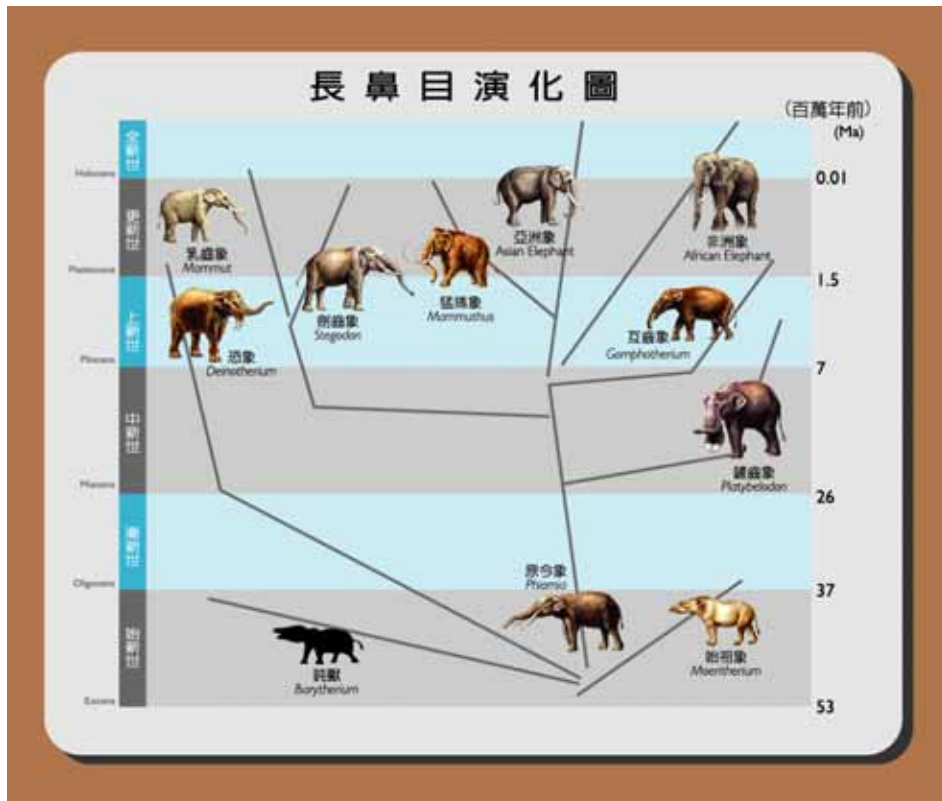 長鼻目演化圖
(百萬年前)
(Ma)
全新世
Holocene
0.01
更新世
乳齒象
Mammut
劍齒象
Stegodon
猛獁象
Mammuthus
亞洲象
Asian Elephant
非洲象
African Elephant
Pleistocene
1.5
上新世
恐象
Deinotherium
互齒象
Gomphotherium
Pliocene
7
中新世
鏟齒象
Platybelodon
Miocene
26
漸新世
Oligocene
37
始新世
原今象
Phiomia
鈍獸
Barytherium
始祖象
Moeritherium
Eocene
53